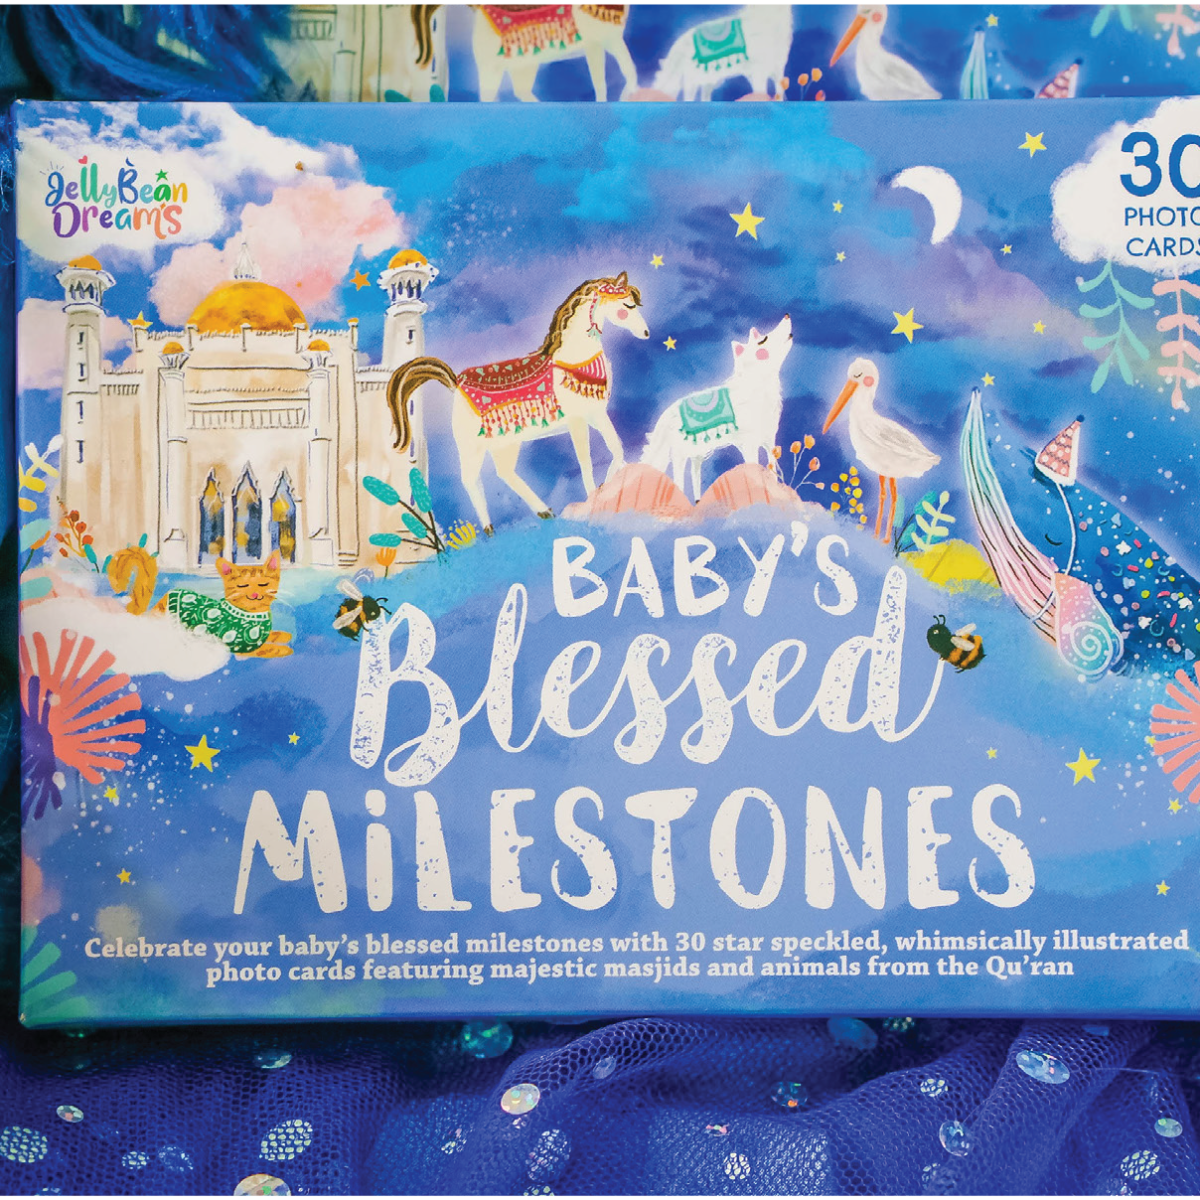 JellyBean
Dreams
30
PHOTO
CARDS
BABY'S
Blessed
MiLESTONES
Celebrate your baby's blessed milestones with 30 star speckled, whimsically illustrated
photo cards featuring majestic masjids and animals from the Qu'ran